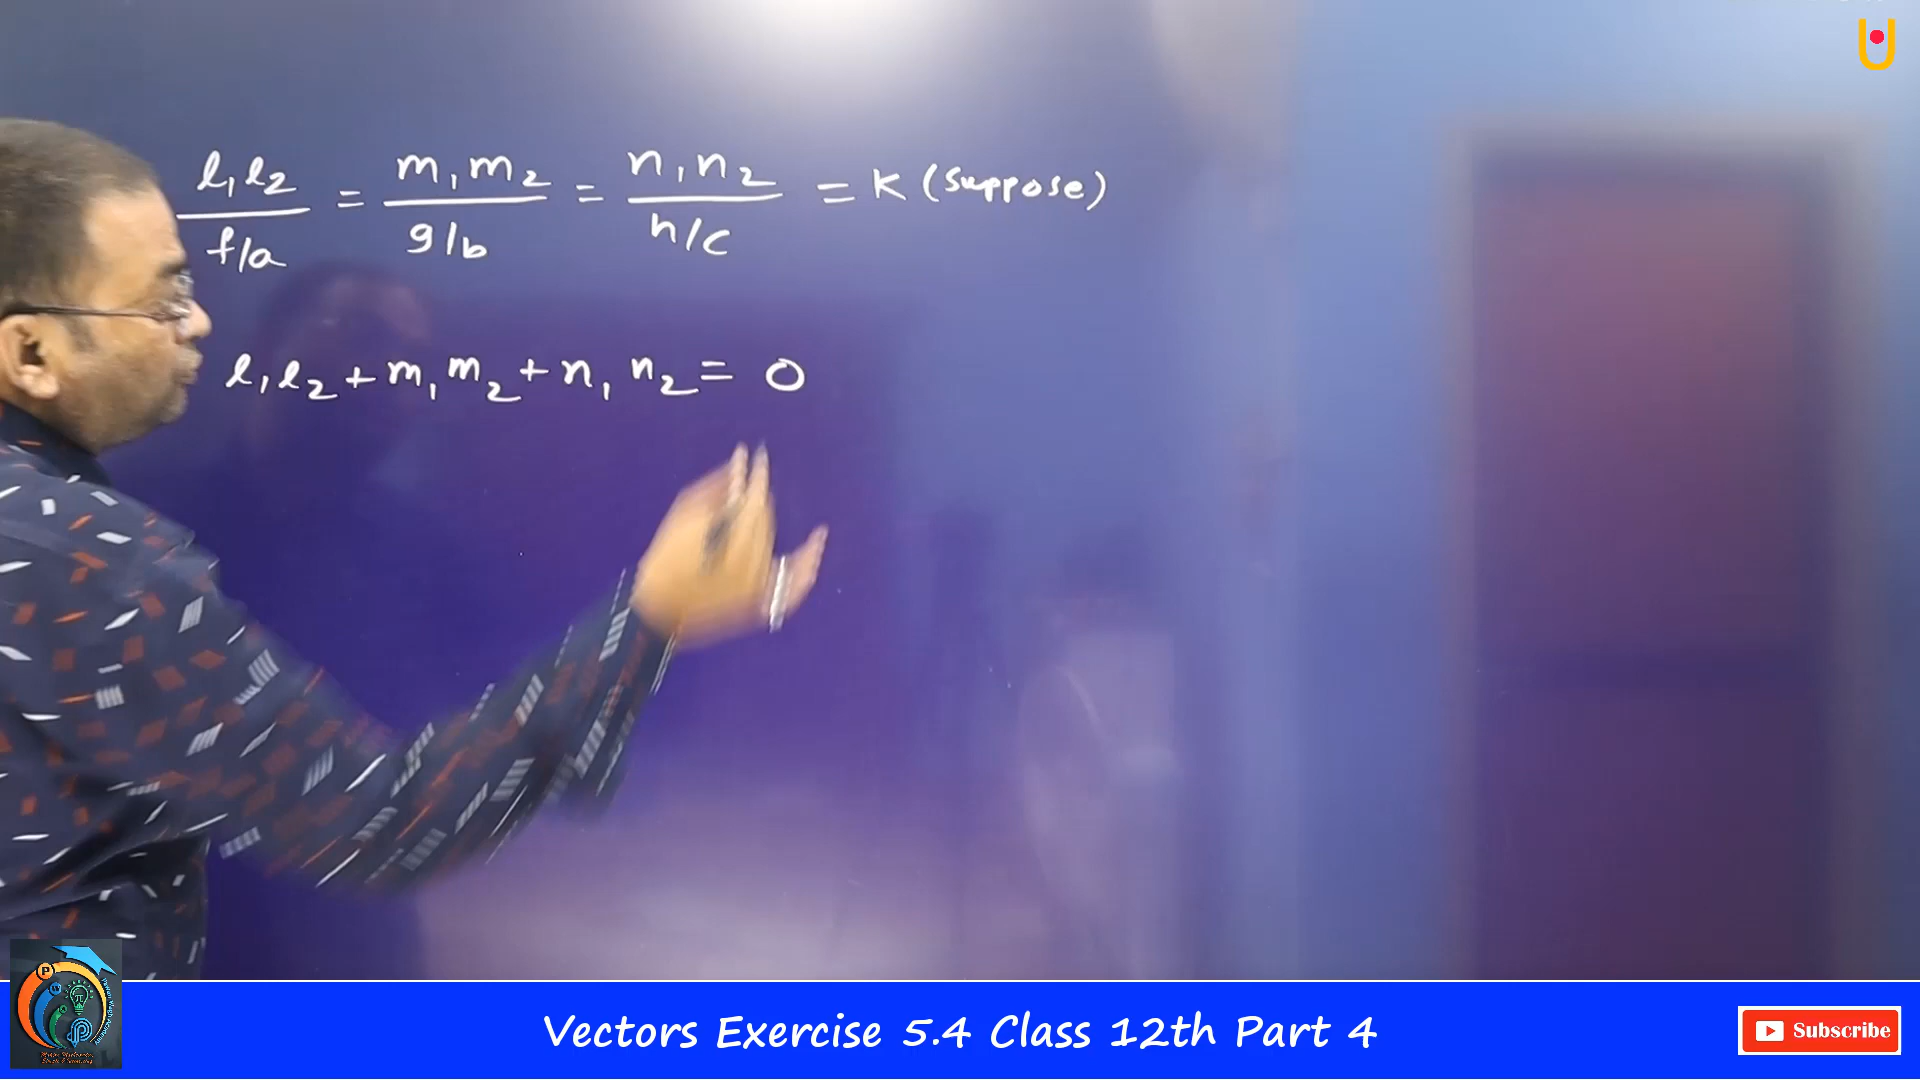 l₁l₂/(f/a) = m₁m₂/(g/b) = n₁n₂/(h/c) = K (suppose)
l₁l₂ + m₁m₂ + n₁n₂ = 0
Vectors Exercise 5.4 Class 12th Part 4
Subscribe